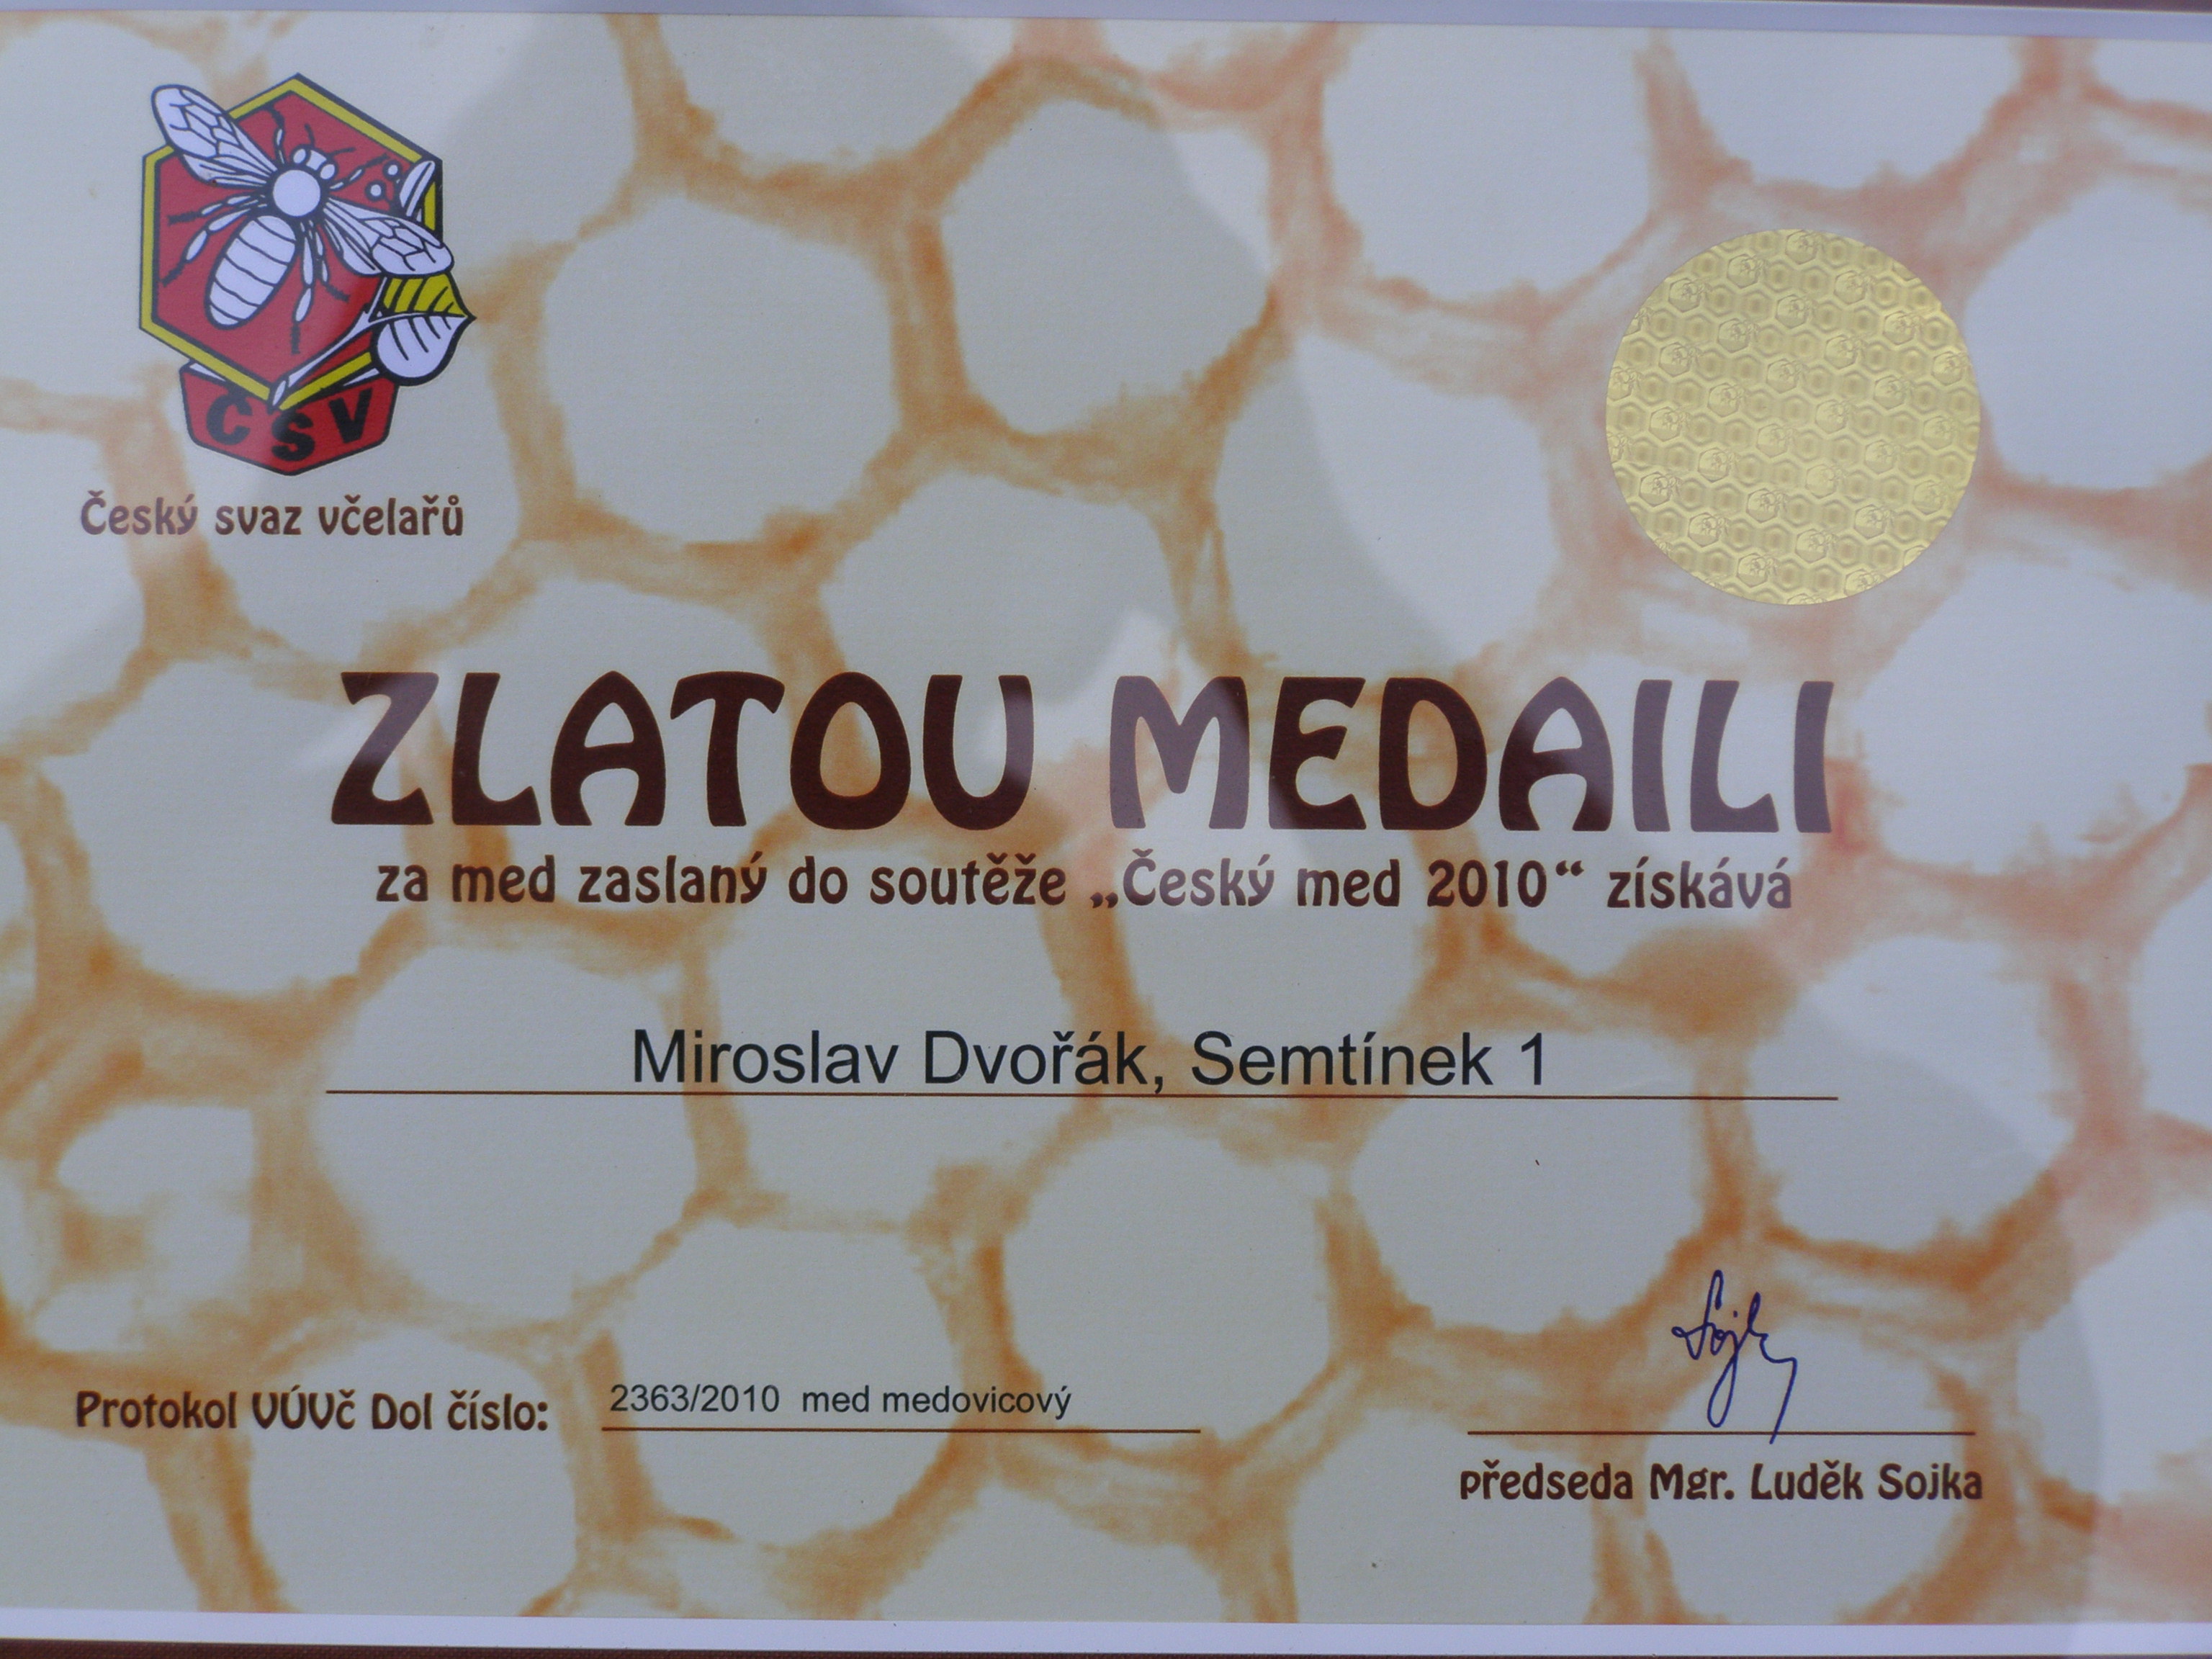 ČSV
Český svaz včelařů
ZLATOU MEDAILI
za med zaslaný do soutěže „Český med 2010“ získává
Miroslav Dvořák, Semtínek 1
Protokol VÚVč Dol číslo: 2363/2010 med medovicový
předseda Mgr. Luděk Sojka